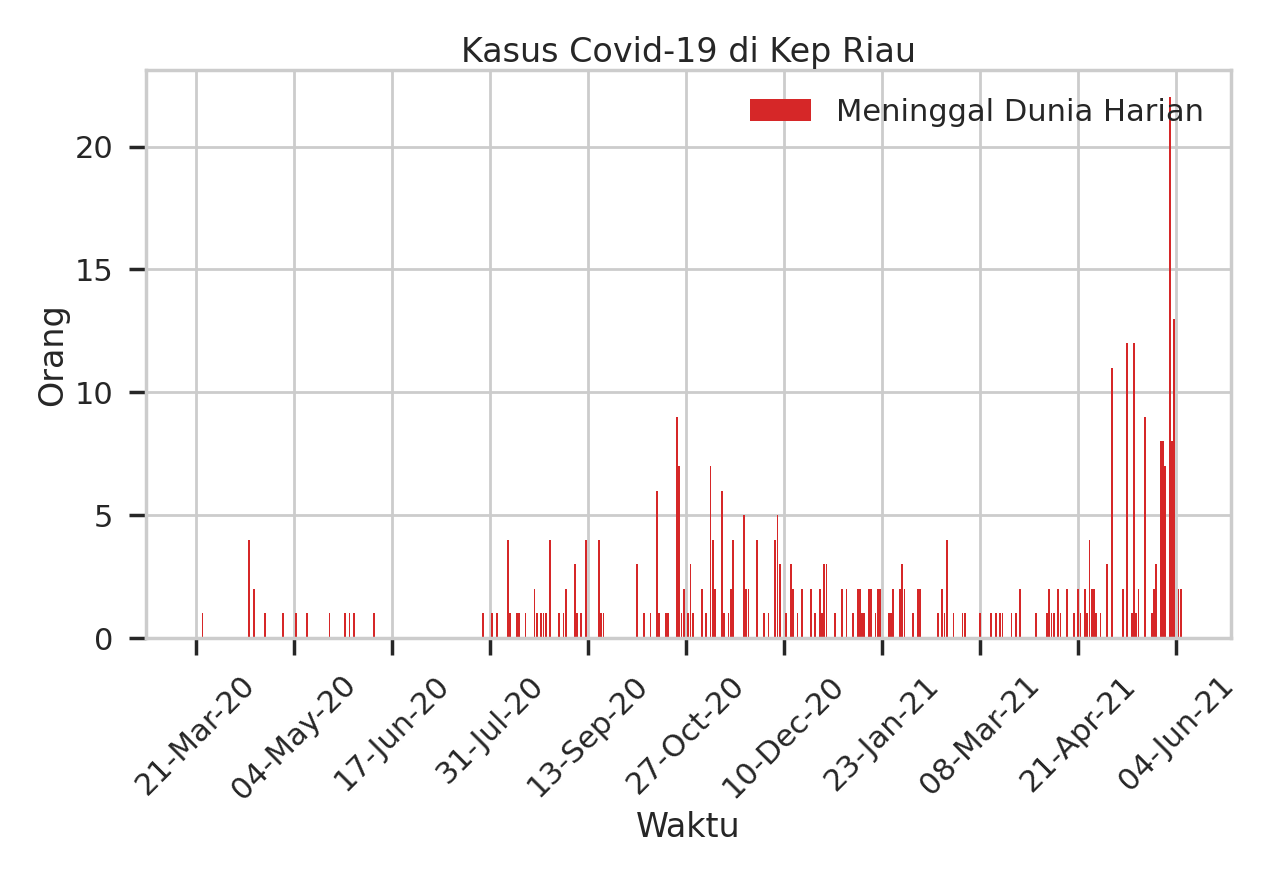 Kasus Covid-19 di Kep Riau
Meninggal Dunia Harian
Orang
20
15
10
5
0
21-Mar-20
04-May-20
17-Jun-20
31-Jul-20
13-Sep-20
27-Oct-20
10-Dec-20
23-Jan-21
08-Mar-21
21-Apr-21
04-Jun-21
Waktu